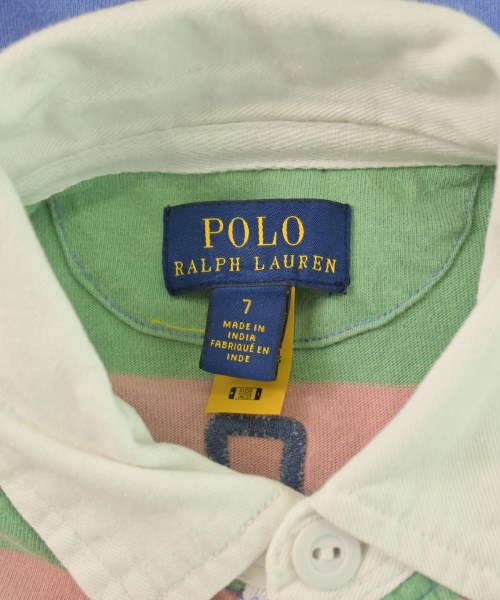 POLO
RALPH LAUREN
7
MADE IN
INDIA
FABRIQUÉ EN
INDE